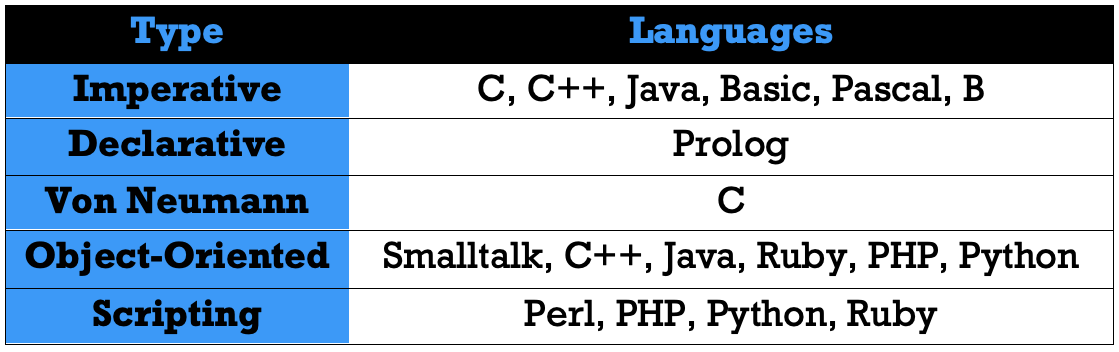 Type Languages
Imperative C, C++, Java, Basic, Pascal, B
Declarative Prolog
Von Neumann C
Object-Oriented Smalltalk, C++, Java, Ruby, PHP, Python
Scripting Perl, PHP, Python, Ruby